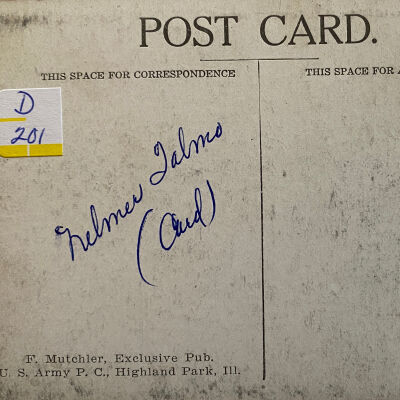 POST CARD.
THIS SPACE FOR CORRESPONDENCE
THIS SPACE FOR A
D
201
Talmo
(Card)
F. Mutchler, Exclusive Pub.
U. S. Army P. C., Highland Park, Ill.